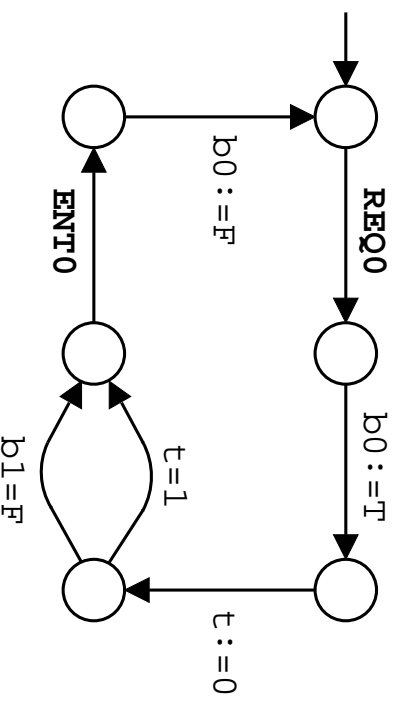 REQ0
b0:=T
t:=0
t=1
b1=F
ENT0
b0:=F